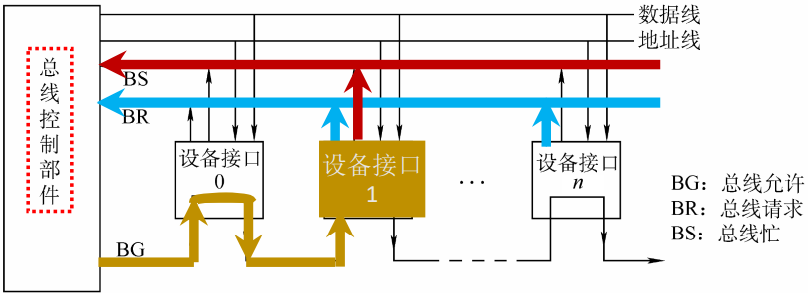 数据线
地址线
总线控制部件
BS
BR
设备接口
0
设备接口
1
…
设备接口
n
BG
BG：总线允许
BR：总线请求
BS：总线忙